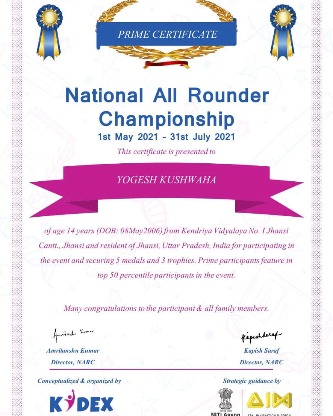 PRIME CERTIFICATE
National All Rounder
Championship
1st May 2021 - 31st July 2021
This certificate is presented to
YOGESH KUSHWAHA
of age 14 years (DOB: 08May2006) from Kendriya Vidyalaya No. 1 Jhansi
Cantt., Jhansi and resident of Jhansi, Uttar Pradesh, India for participating in
the event and securing 5 medals and 3 trophies. Prime participants feature in
top 50 percentile participants in the event.
Many congratulations to the participant & all family members.
Amritanshu Kumar
Kapish Saraf
Director, NARC
Director, NARC
Conceptualized & organized by
Strategic guidance by
KYDEX
NITI Aayog
AIM